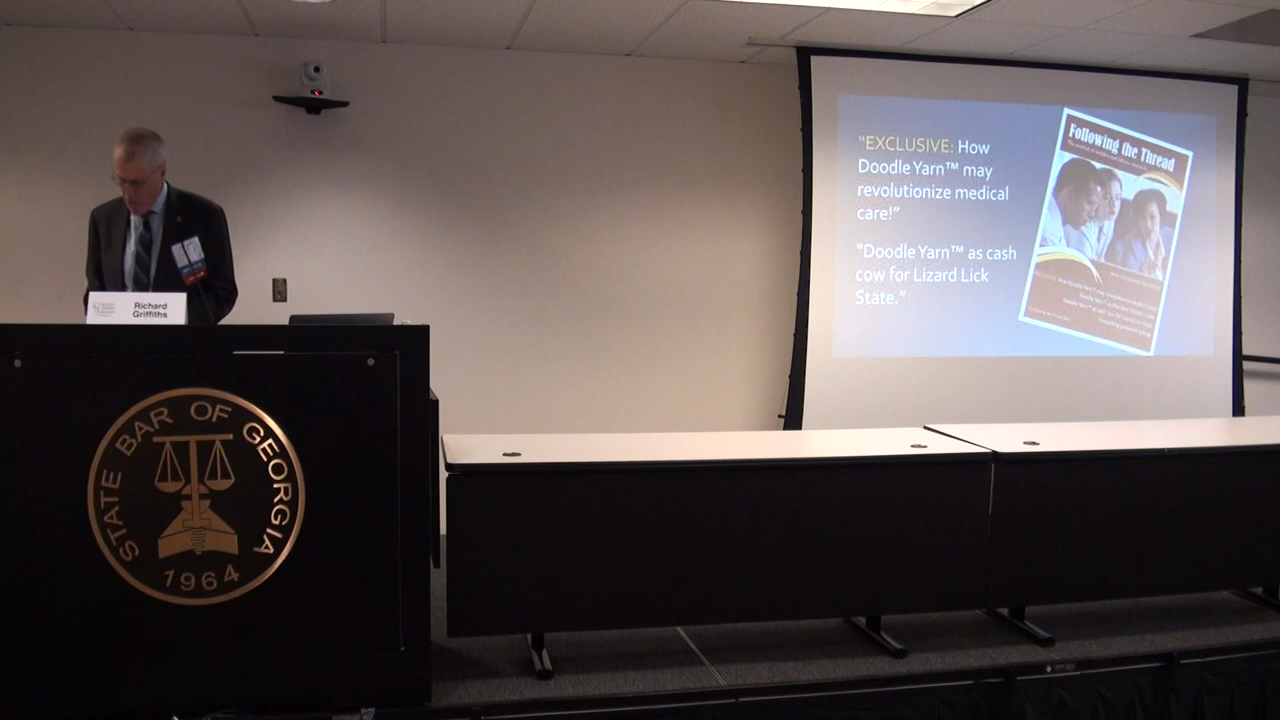 "EXCLUSIVE: How
Doodle Yarn™ may
revolutionize medical
care!"
"Doodle Yarn™ as cash
cow for Lizard Lick
State."
Following the Thread
Richard
Griffiths
STATE BAR OF GEORGIA
1964